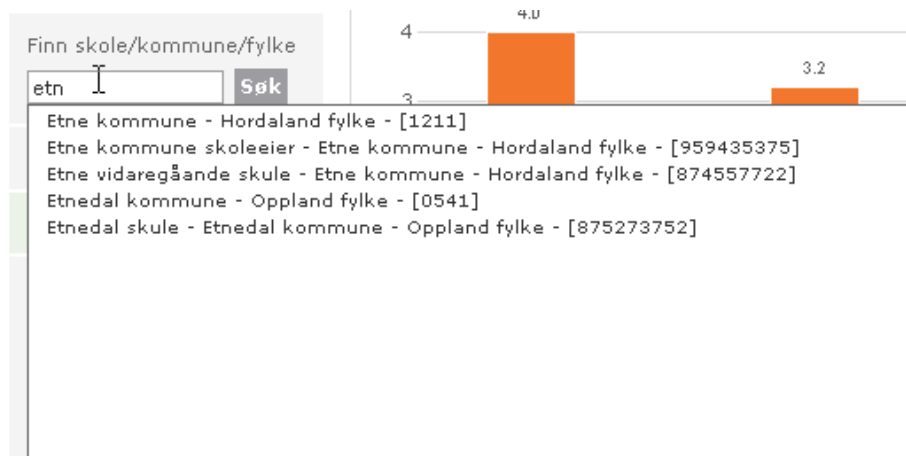 Finn skole/kommune/fylke
etn
Søk
Etne kommune - Hordaland fylke - [1211]
Etne kommune skoleeier - Etne kommune - Hordaland fylke - [959435375]
Etne vidaregåande skule - Etne kommune - Hordaland fylke - [874557722]
Etnedal kommune - Oppland fylke - [0541]
Etnedal skule - Etnedal kommune - Oppland fylke - [875273752]
4.0
4
3.2
3